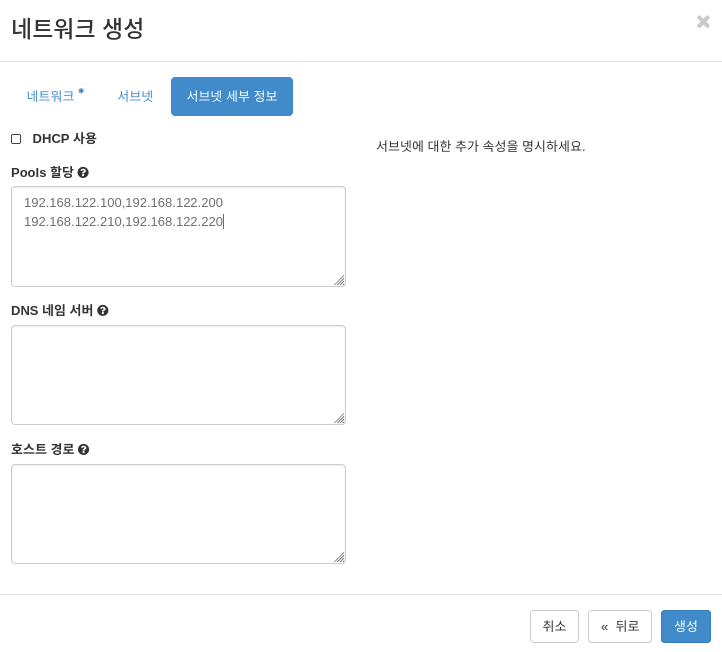 네트워크 생성
네트워크 * 서브넷 서브넷 세부 정보
DHCP 사용
서브넷에 대한 추가 속성을 명시하세요.
Pools 할당
192.168.122.100,192.168.122.200
192.168.122.210,192.168.122.220
DNS 네임 서버
호스트 경로
취소 « 뒤로 생성